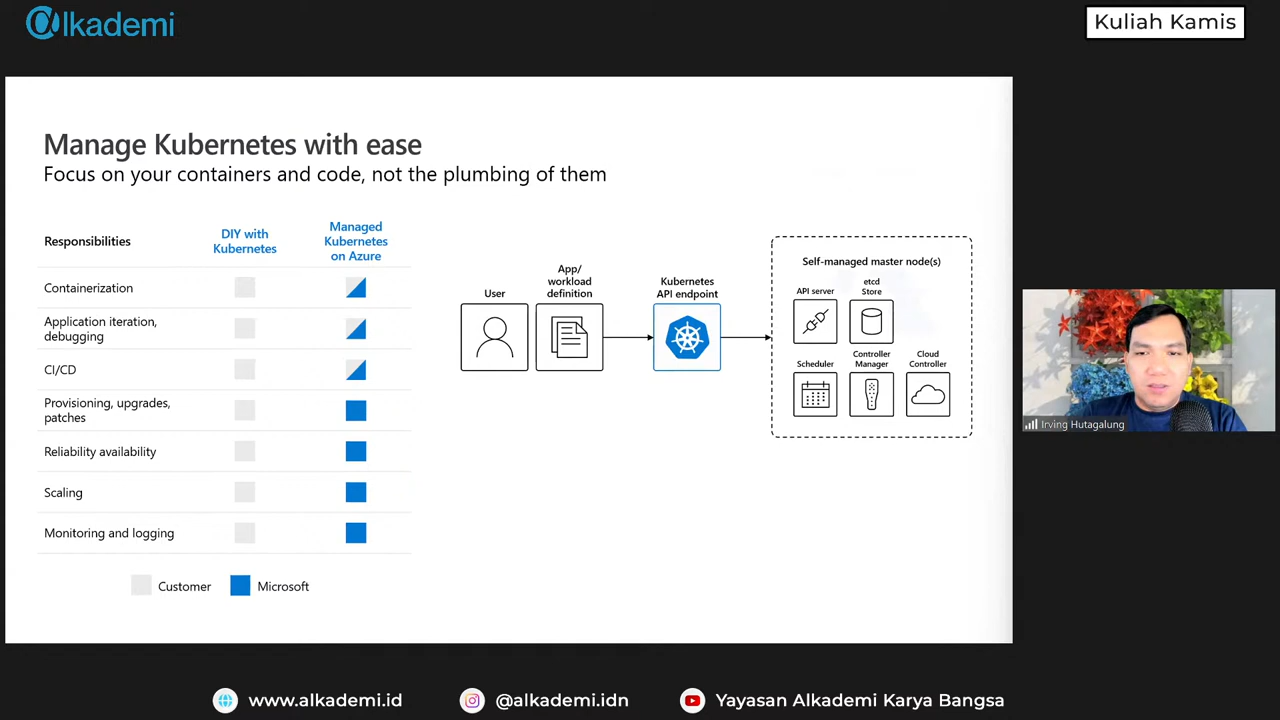 @lkademi
Kuliah Kamis
Manage Kubernetes with ease
Focus on your containers and code, not the plumbing of them
Responsibilities
DIY with
Kubernetes
Managed
Kubernetes
on Azure
Containerization
Application iteration,
debugging
CI/CD
Provisioning, upgrades,
patches
Reliability availability
Scaling
Monitoring and logging
Customer
Microsoft
User
App/
workload
definition
Kubernetes
API endpoint
Self-managed master node(s)
API server
etcd
Store
Scheduler
Controller
Manager
Cloud
Controller
Irving Hutagalung
www.alkademi.id
@alkademi.idn
Yayasan Alkademi Karya Bangsa